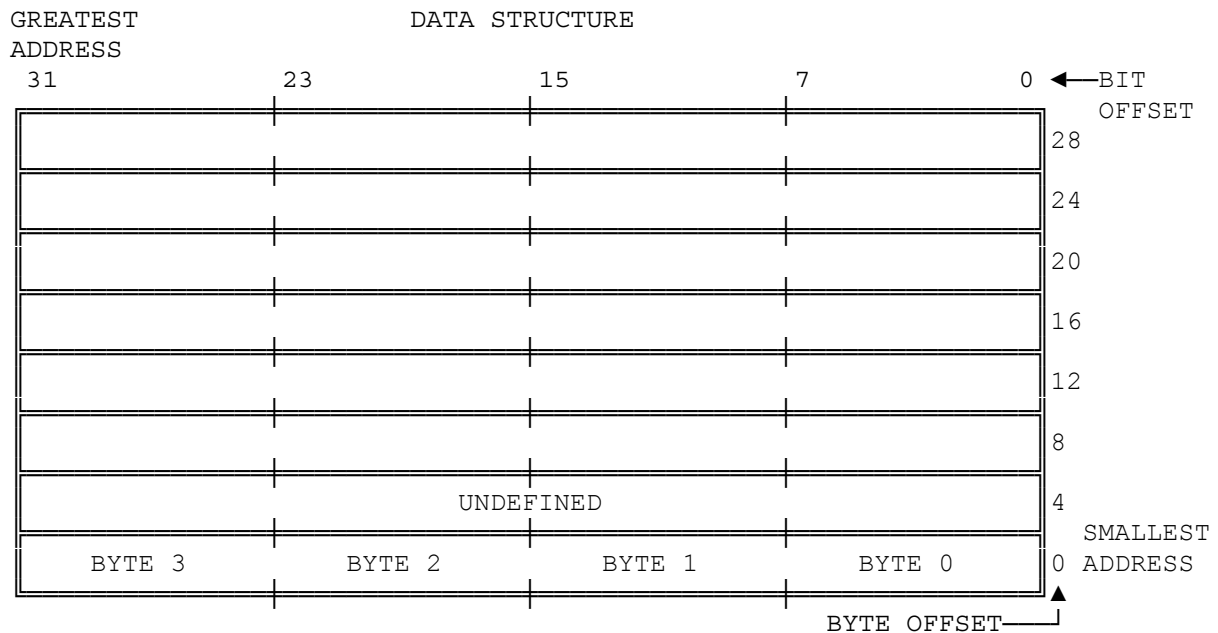 GREATEST DATA STRUCTURE
ADDRESS
31 23 15 7 0 ◄──BIT
OFFSET
28
24
20
16
12
8
UNDEFINED 4
SMALLEST
BYTE 3 BYTE 2 BYTE 1 BYTE 0 0 ADDRESS
BYTE OFFSET